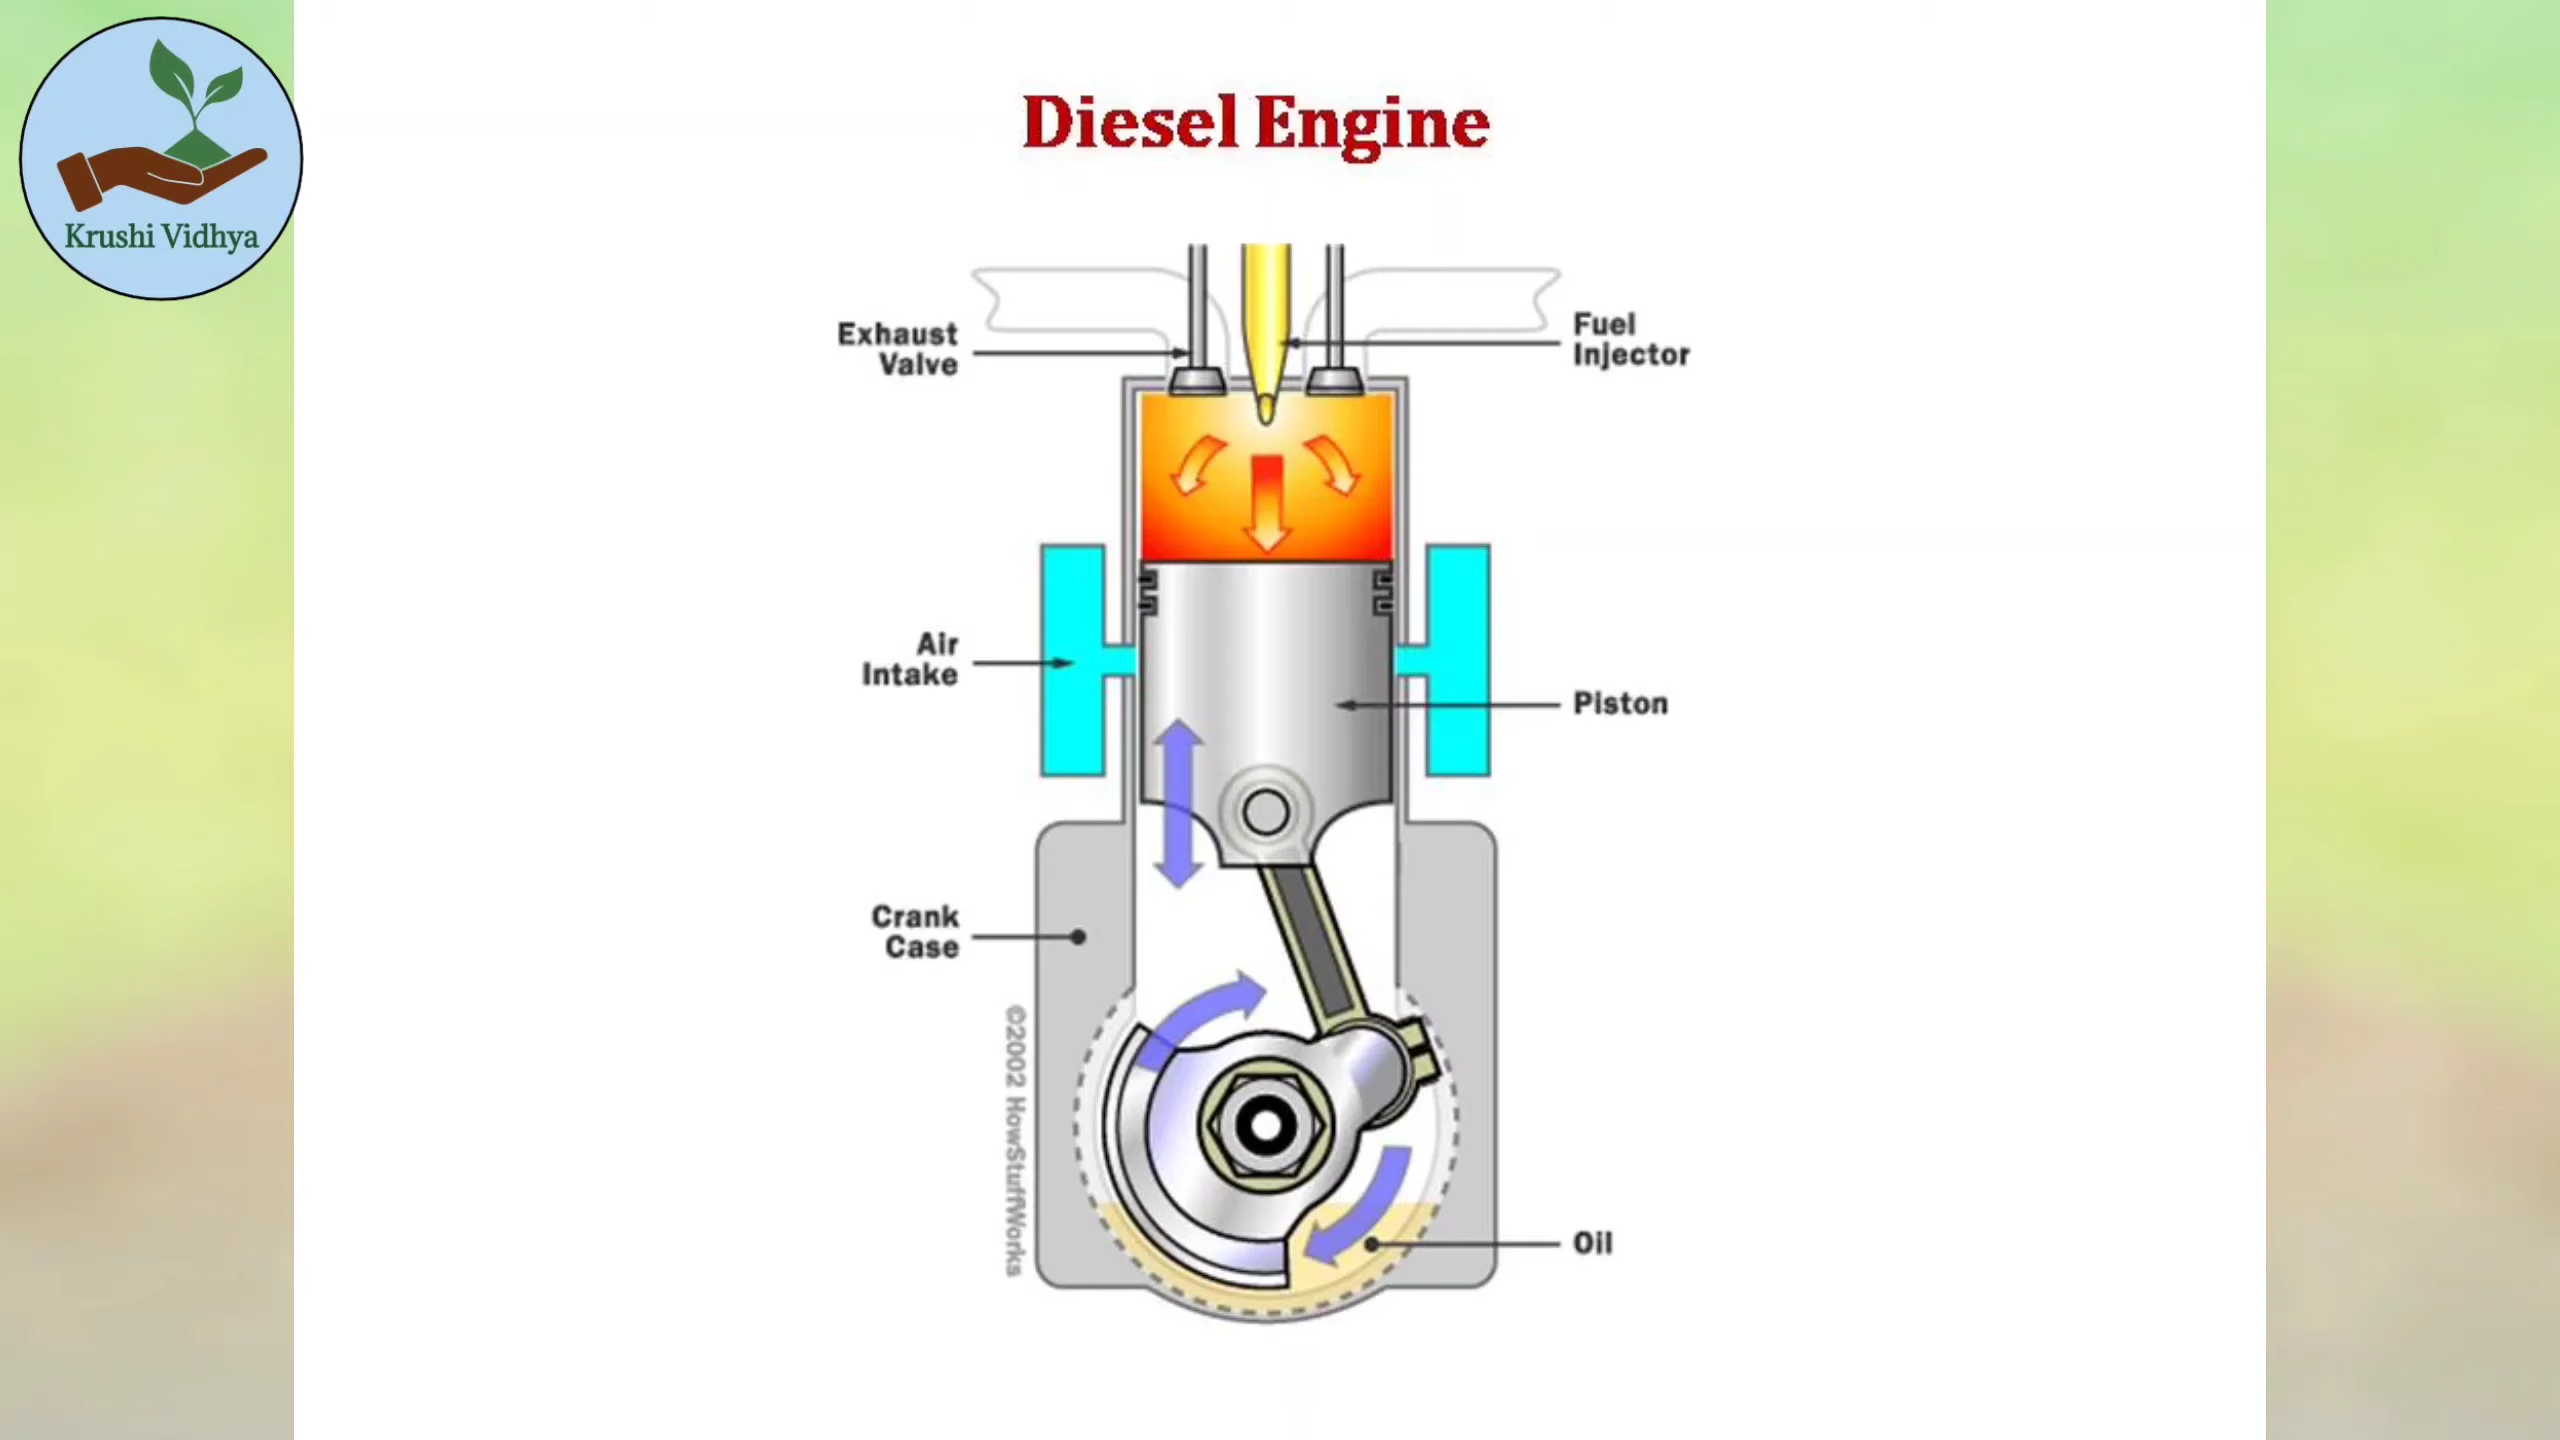 Krushi Vidhya
Diesel Engine
Exhaust
Valve
Fuel
Injector
Air
Intake
Piston
Crank
Case
©2002 HowStuffWorks
Oil